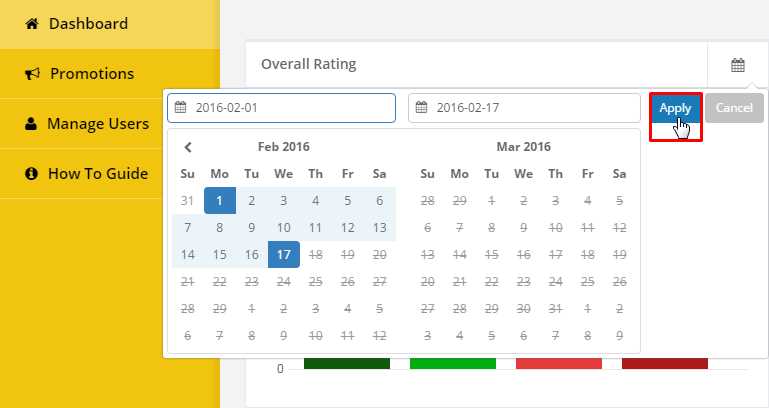 Dashboard
Promotions
Manage Users
How To Guide
Overall Rating
2016-02-01
2016-02-17
Apply
Cancel
Feb 2016
Su Mo Tu We Th Fr Sa
31 1 2 3 4 5 6
7 8 9 10 11 12 13
14 15 16 17 18 19 20
21 22 23 24 25 26 27
28 29 1 2 3 4 5
6 7 8 9 10 11 12
Mar 2016
Su Mo Tu We Th Fr Sa
28 29 1 2 3 4 5
6 7 8 9 10 11 12
13 14 15 16 17 18 19
20 21 22 23 24 25 26
27 28 29 30 31 1 2
3 4 5 6 7 8 9
0